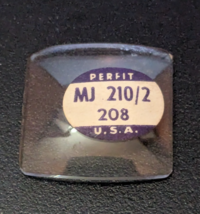 PERFIT
MJ 210/2
208
U.S.A.